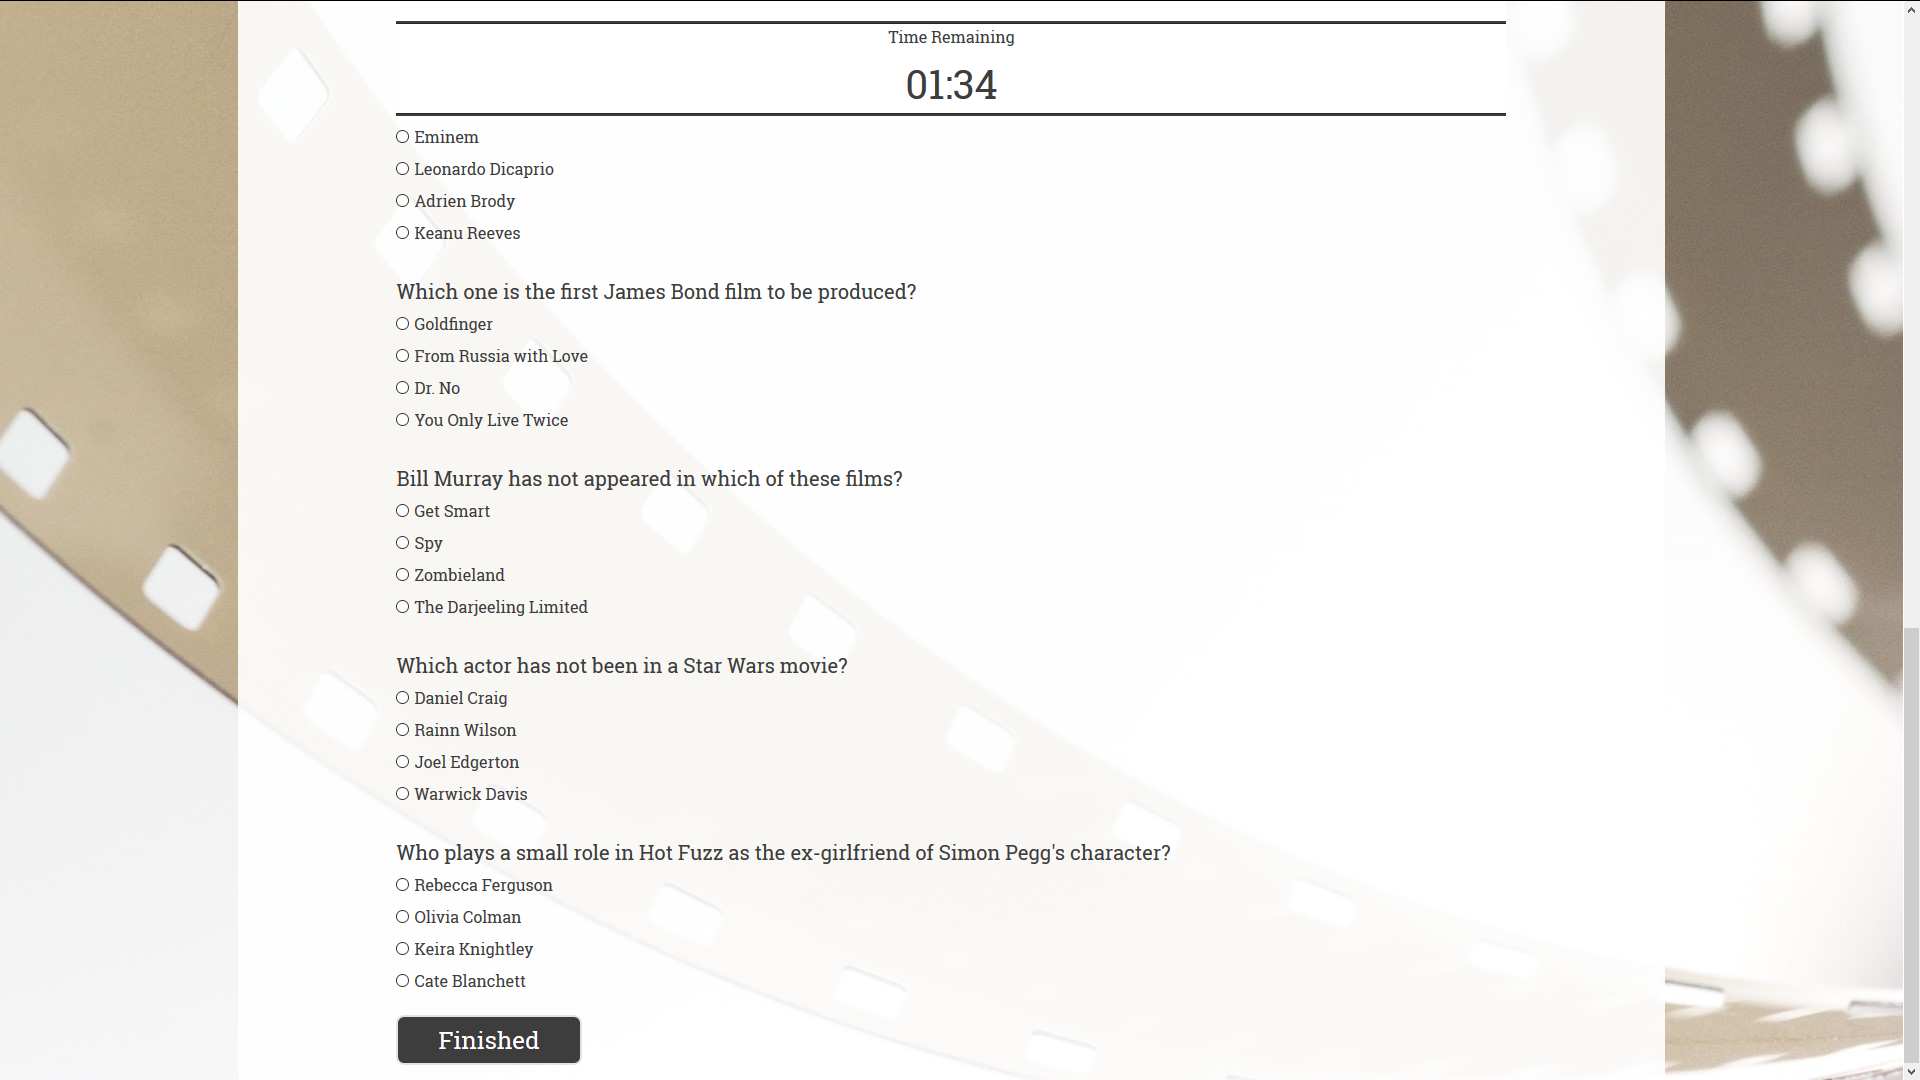 Time Remaining
01:34
Eminem
Leonardo Dicaprio
Adrien Brody
Keanu Reeves
Which one is the first James Bond film to be produced?
Goldfinger
From Russia with Love
Dr. No
You Only Live Twice
Bill Murray has not appeared in which of these films?
Get Smart
Spy
Zombieland
The Darjeeling Limited
Which actor has not been in a Star Wars movie?
Daniel Craig
Rainn Wilson
Joel Edgerton
Warwick Davis
Who plays a small role in Hot Fuzz as the ex-girlfriend of Simon Pegg's character?
Rebecca Ferguson
Olivia Colman
Keira Knightley
Cate Blanchett
Finished